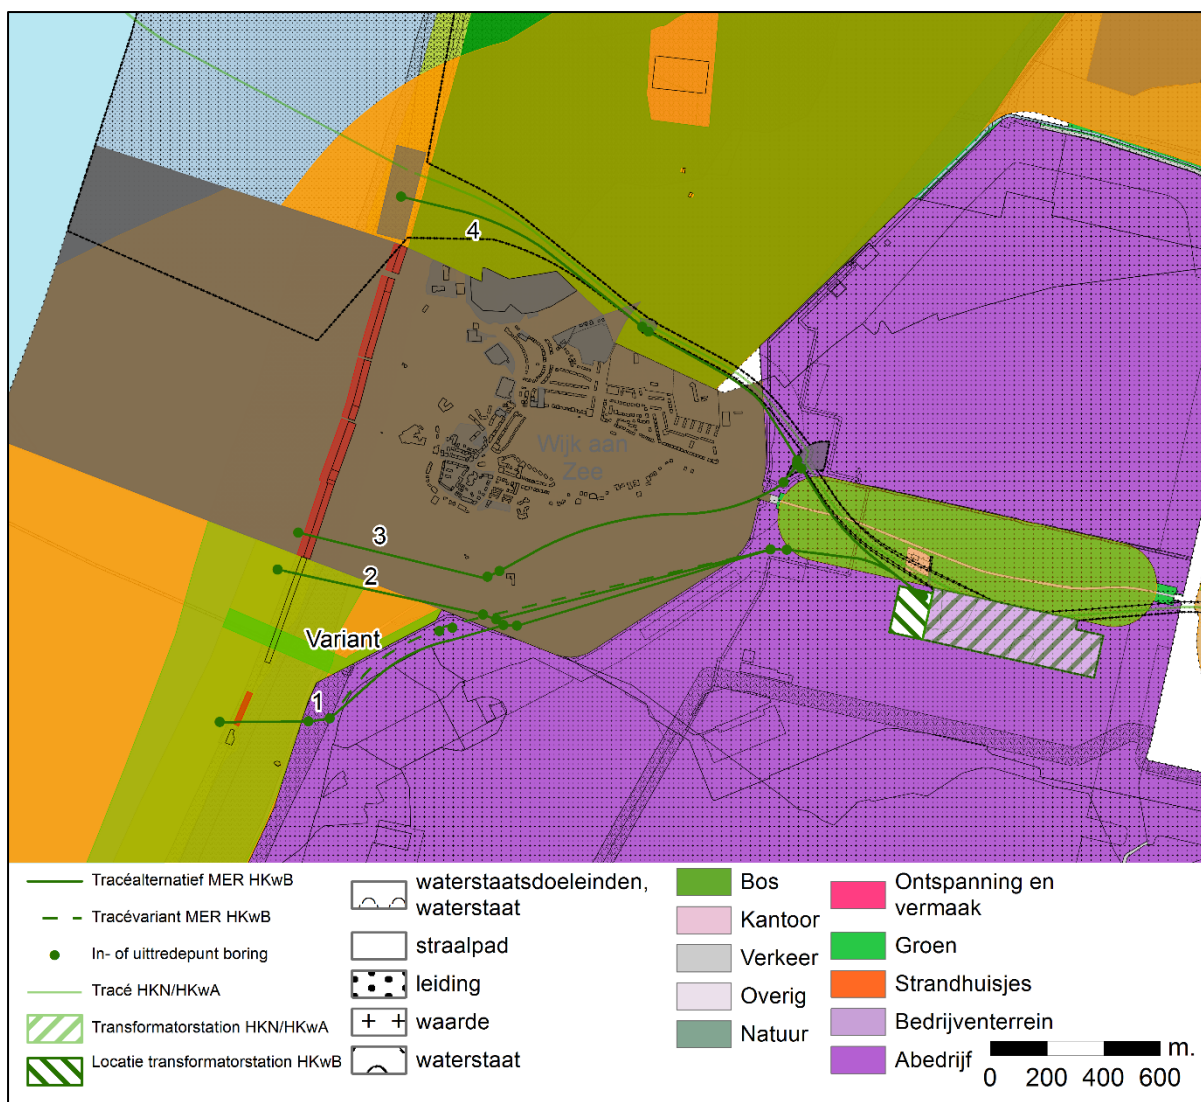 4
Wijk aan
Zee
3
2
Variant
1
Tracéalternatief MER HKwB
Tracévariant MER HKwB
In- of uittredepunt boring
Tracé HKN/HKwA
Transformatorstation HKN/HKwA
Locatie transformatorstation HKwB
waterstaatsdoeleinden,
waterstaat
straalpad
leiding
waarde
waterstaat
Bos
Kantoor
Verkeer
Overig
Natuur
Ontspanning en
vermaak
Groen
Strandhuisjes
Bedrijventerrein
Abedrijf
m.
0 200 400 600